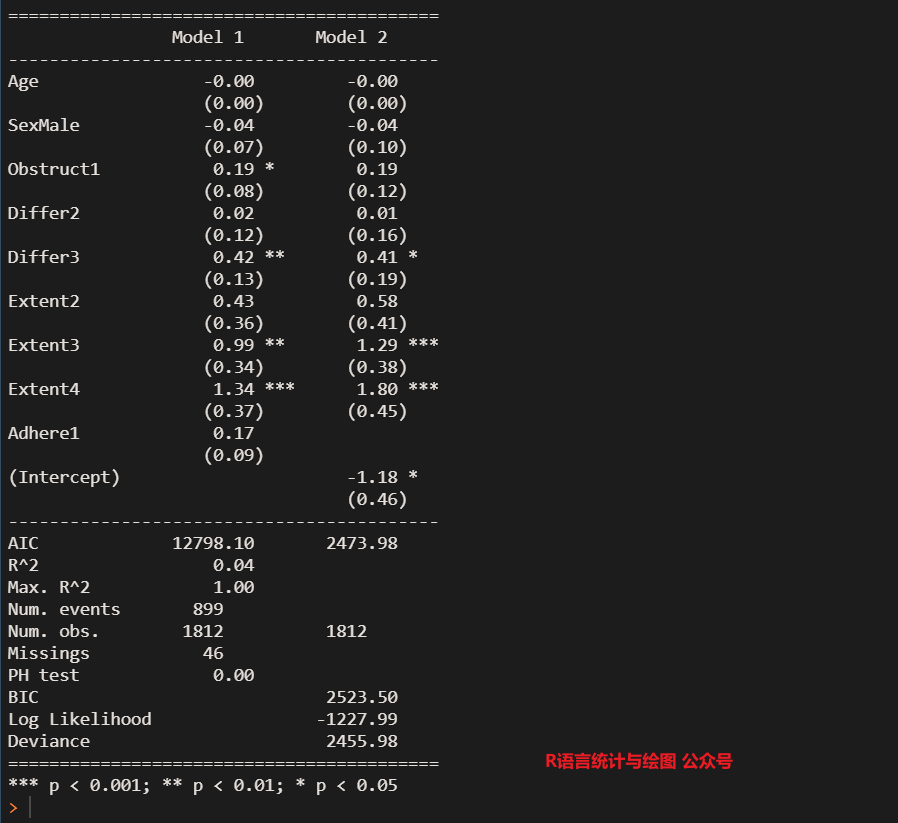 ===========================================
                Model 1       Model 2
-------------------------------------------
Age                -0.00         -0.00
                   (0.00)        (0.00)
SexMale            -0.04         -0.04
                   (0.07)        (0.10)
Obstruct1           0.19 *        0.19
                   (0.08)        (0.12)
Differ2             0.02          0.01
                   (0.12)        (0.16)
Differ3             0.42 **       0.41 *
                   (0.13)        (0.19)
Extent2             0.43          0.58
                   (0.36)        (0.41)
Extent3             0.99 **       1.29 ***
                   (0.34)        (0.38)
Extent4             1.34 ***      1.80 ***
                   (0.37)        (0.45)
Adhere1             0.17
                   (0.09)
(Intercept)                      -1.18 *
                                 (0.46)
-------------------------------------------
AIC             12798.10       2473.98
R^2                 0.04
Max. R^2            1.00
Num. events       899
Num. obs.        1812          1812
Missings           46
PH test             0.00
BIC                            2523.50
Log Likelihood                -1227.99
Deviance                       2455.98
===========================================
R语言统计与绘图 公众号
*** p < 0.001; ** p < 0.01; * p < 0.05
>